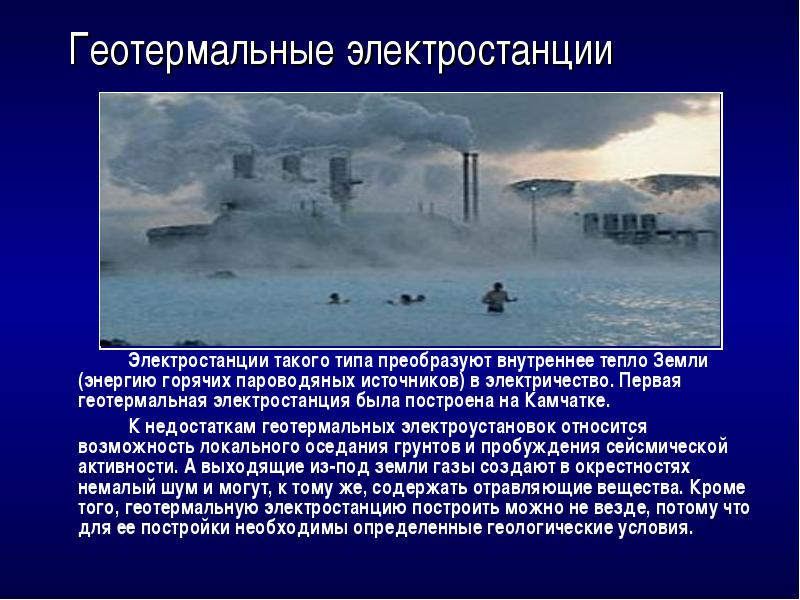 Геотермальные электростанции
Электростанции такого типа преобразуют внутреннее тепло Земли
(энергию горячих пароводяных источников) в электричество. Первая
геотермальная электростанция была построена на Камчатке.
К недостаткам геотермальных электроустановок относится
возможность локального оседания грунтов и пробуждения сейсмической
активности. А выходящие из-под земли газы создают в окрестностях
немалый шум и могут, к тому же, содержать отравляющие вещества. Кроме
того, геотермальную электростанцию построить можно не везде, потому что
для ее постройки необходимы определенные геологические условия.